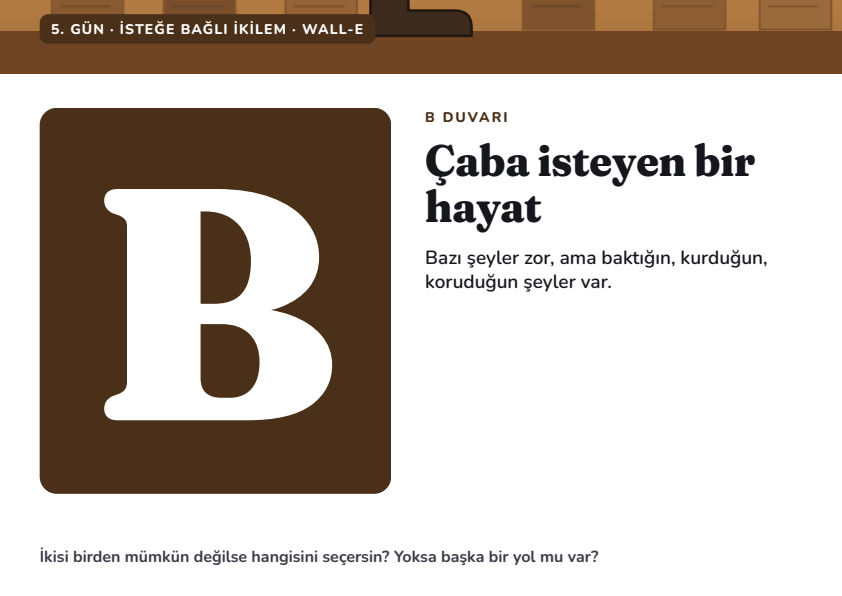 5. GÜN · İSTEĞE BAĞLI İKİLEM · WALL-E
B
B DUVARI
Çaba isteyen bir
hayat
Bazı şeyler zor, ama baktığın, kurduğun,
koruduğun şeyler var.
İkisi birden mümkün değilse hangisini seçersin? Yoksa başka bir yol mu var?